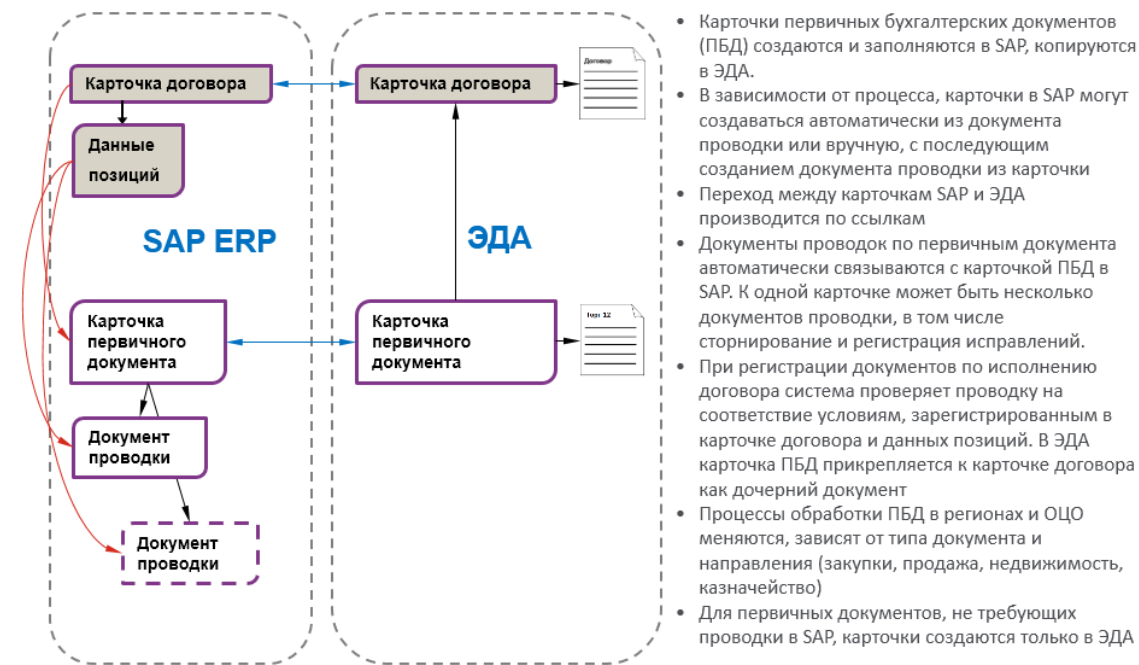 Карточка договора
Данные
позиций
SAP ERP
Карточка
первичного
документа
Документ
проводки
Документ
проводки
Карточка договора
Договор
ЭДА
Карточка
первичного
документа
Торг 12
• Карточки первичных бухгалтерских документов
(ПБД) создаются и заполняются в SAP, копируются
в ЭДА.
• В зависимости от процесса, карточки в SAP могут
создаваться автоматически из документа
проводки или вручную, с последующим
созданием документа проводки из карточки
• Переход между карточкам SAP и ЭДА
производится по ссылкам
• Документы проводок по первичным документа
автоматически связываются с карточкой ПБД в
SAP. К одной карточке может быть несколько
документов проводки, в том числе
сторнирование и регистрация исправлений.
• При регистрации документов по исполнению
договора система проверяет проводку на
соответствие условиям, зарегистрированным в
карточке договора и данных позиций. В ЭДА
карточка ПБД прикрепляется к карточке договора
как дочерний документ
• Процессы обработки ПБД в регионах и ОЦО
меняются, зависят от типа документа и
направления (закупки, продажа, недвижимость,
казначейство)
• Для первичных документов, не требующих
проводки в SAP, карточки создаются только в ЭДА